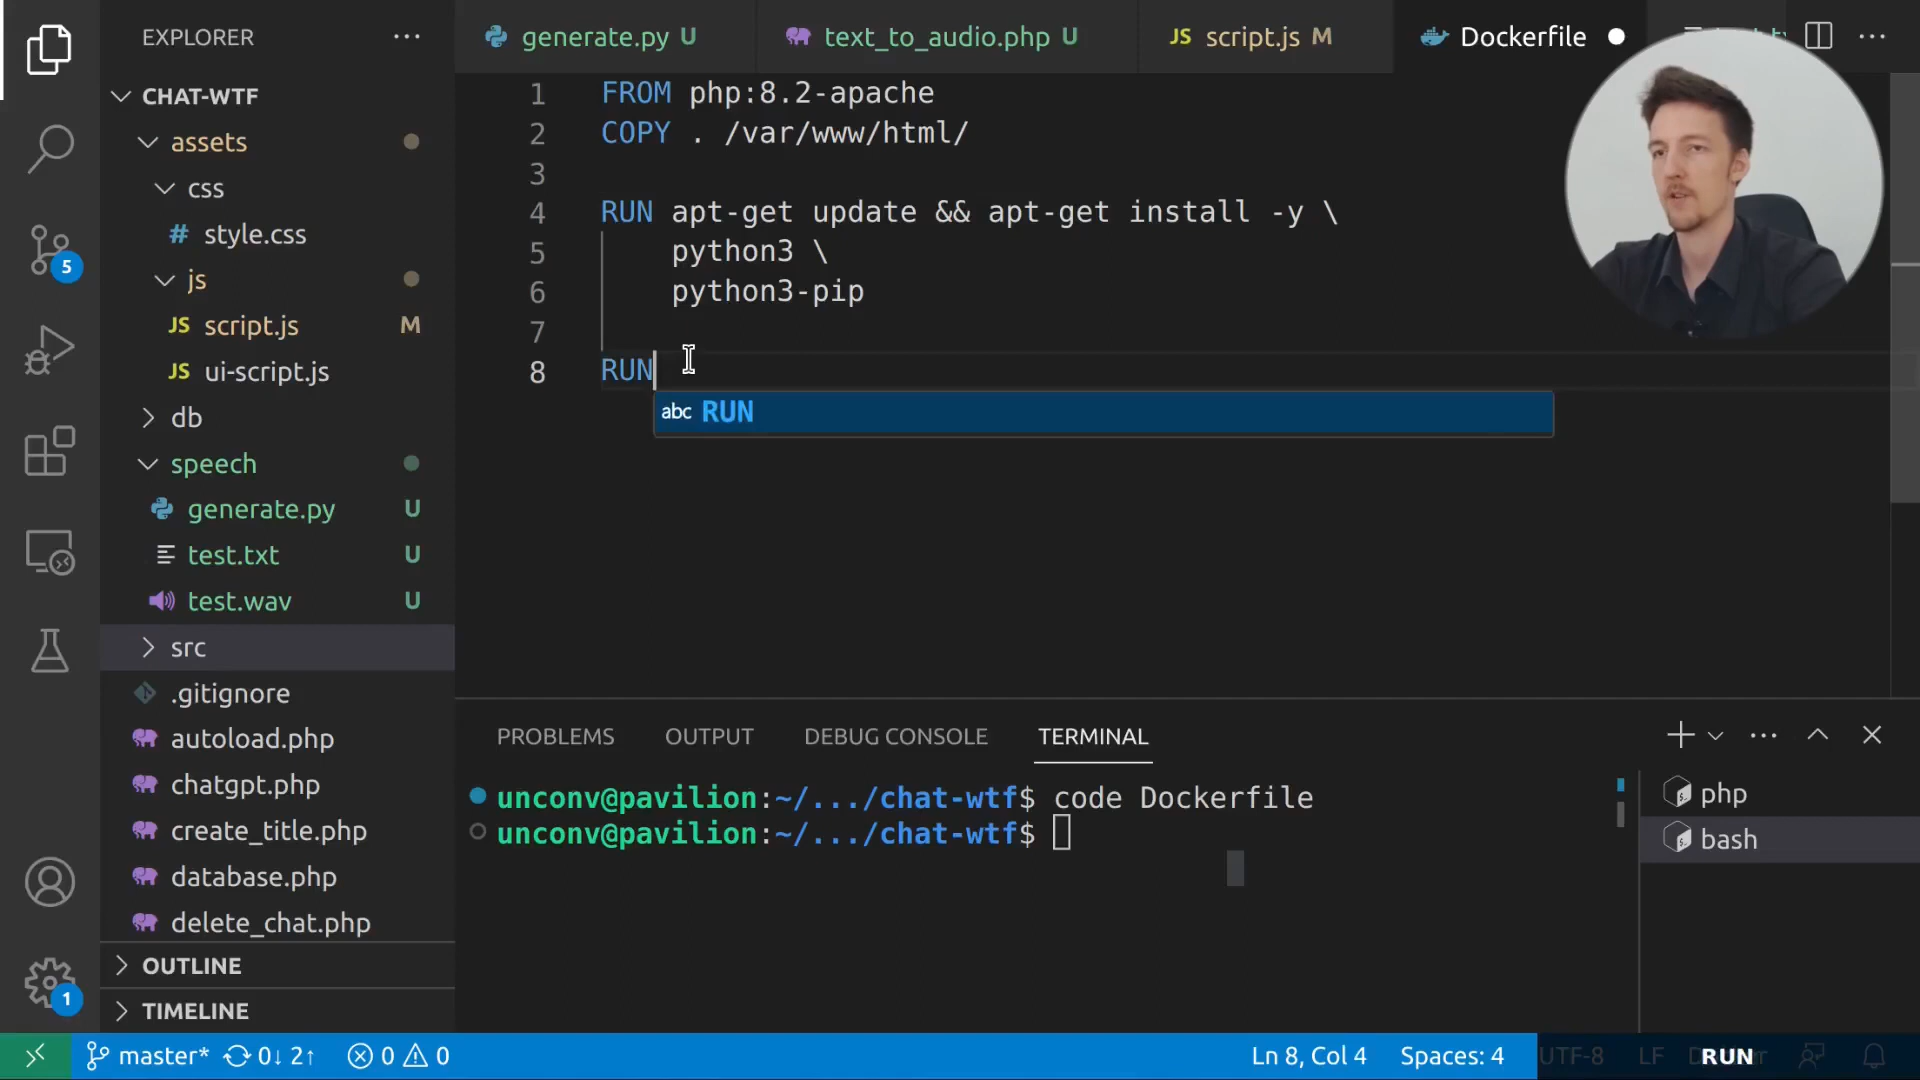 EXPLORER
CHAT-WTF
assets
css
# style.css
js
JS script.js M
JS ui-script.js
db
speech
generate.py U
test.txt U
test.wav U
src
.gitignore
autoload.php
chatgpt.php
create_title.php
database.php
delete_chat.php
OUTLINE
TIMELINE
5
1
generate.py U
text_to_audio.php U
JS script.js M
Dockerfile
1 FROM php:8.2-apache
2 COPY . /var/www/html/
3
4 RUN apt-get update && apt-get install -y \
5 python3 \
6 python3-pip
7
8 RUN
abc RUN
PROBLEMS OUTPUT DEBUG CONSOLE TERMINAL
unconv@pavilion:~/.../chat-wtf$ code Dockerfile
unconv@pavilion:~/.../chat-wtf$
php
bash
master* 0↓ 2↑ 0 0 Ln 8, Col 4 Spaces: 4 UTF-8 LF RUN